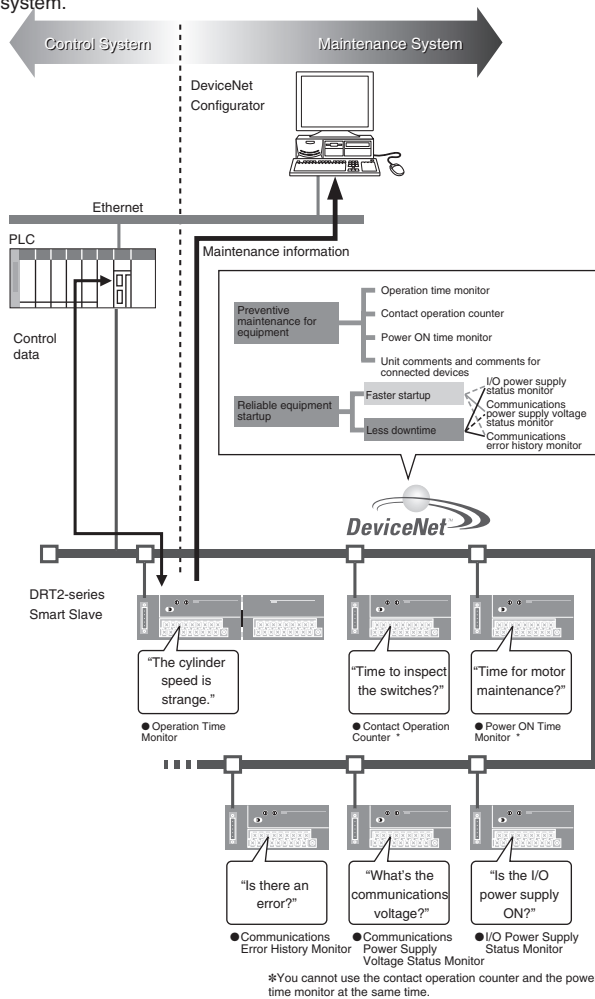 system.
Control System
Maintenance System
DeviceNet
Configurator
Ethernet
PLC
Maintenance information
Control
data
Preventive
maintenance for
equipment
Operation time monitor
Contact operation counter
Power ON time monitor
Unit comments and comments for
connected devices
Reliable equipment
startup
Faster startup
Less downtime
I/O power supply
status monitor
Communications
power supply voltage
status monitor
Communications
error history monitor
DeviceNet™
DRT2-series
Smart Slave
“The cylinder
speed is
strange.”
“Time to inspect
the switches?”
“Time for motor
maintenance?”
●Operation Time
Monitor
●Contact Operation
Counter *
●Power ON Time
Monitor *
“Is there an
error?”
“What's the
communications
voltage?”
“Is the I/O
power supply
ON?”
●Communications
Error History Monitor
●Communications
Power Supply
Voltage Status Monitor
●I/O Power Supply
Status Monitor
✽You cannot use the contact operation counter and the powe
time monitor at the same time.